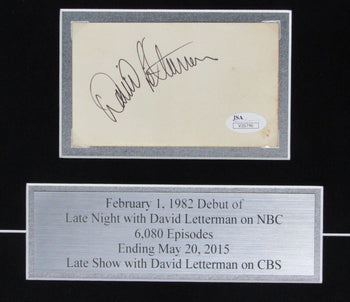 David Letterman
JSA
February 1, 1982 Debut of
Late Night with David Letterman on NBC
6,080 Episodes
Ending May 20, 2015
Late Show with David Letterman on CBS